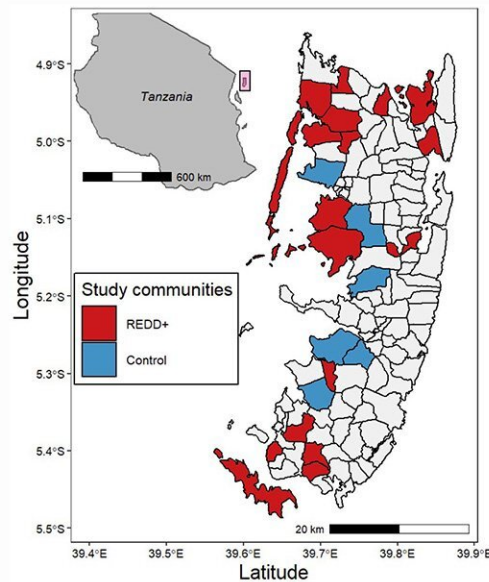 4.9°S
5.0°S
5.1°S
5.2°S
5.3°S
5.4°S
5.5°S
Longitude
Tanzania
600 km
Study communities
REDD+
Control
20 km
39.4°E
39.5°E
39.6°E
39.7°E
39.8°E
39.9°E
Latitude